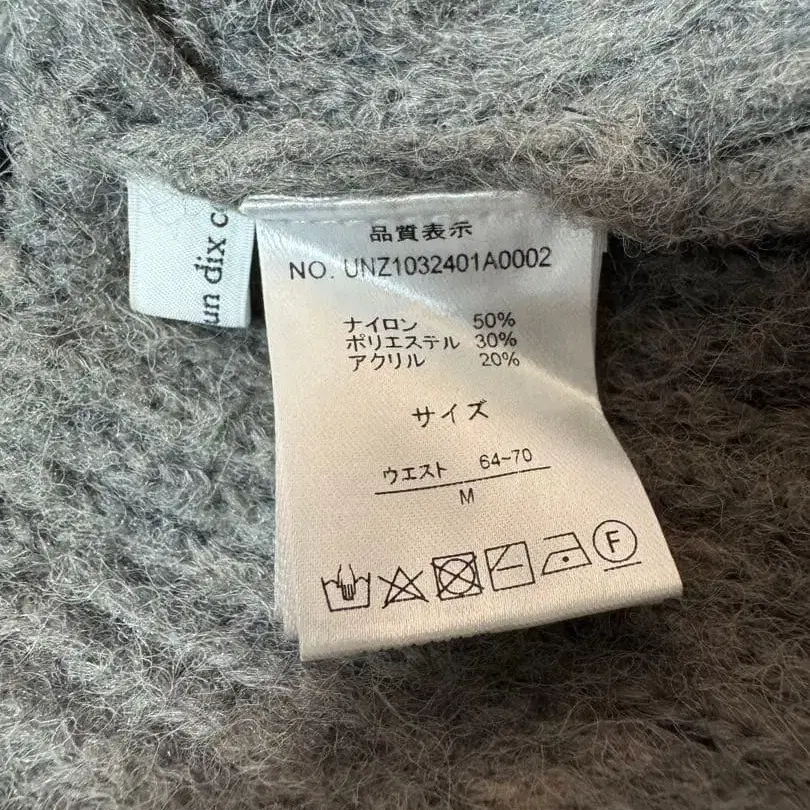 un dix c
品質表示
NO. UNZ1032401A0002
ナイロン 50%
ポリエステル 30%
アクリル 20%
サイズ
ウエスト 64~70
M
F